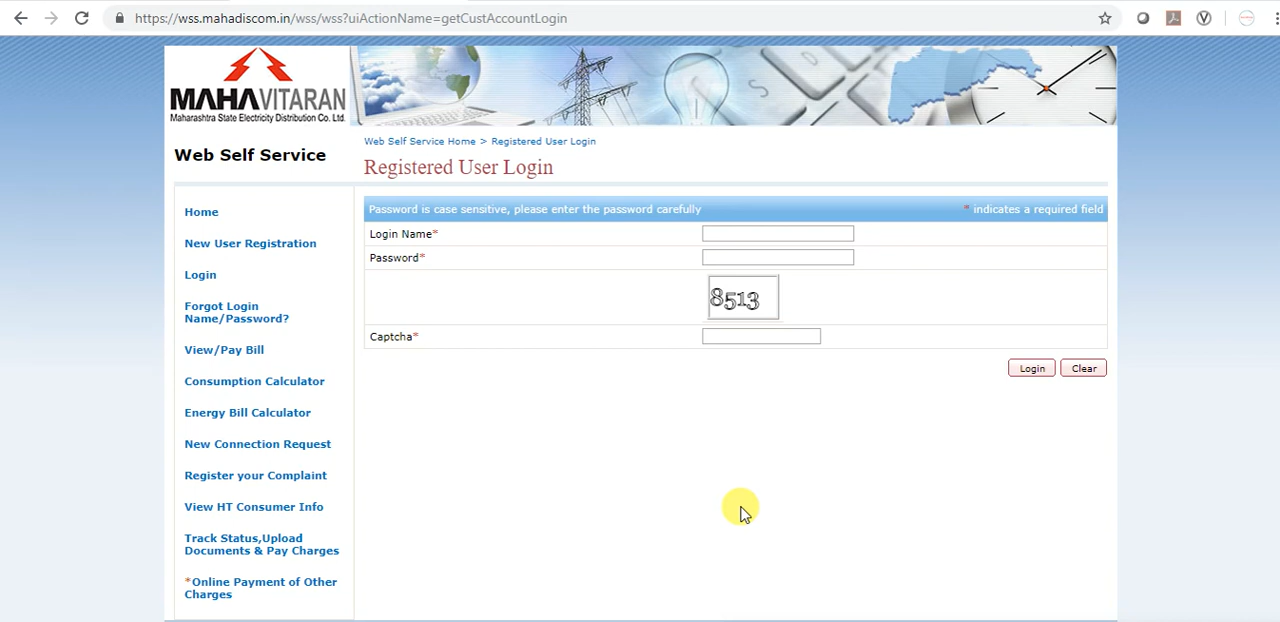 https://wss.mahadiscom.in/wss/wss?uiActionName=getCustAccountLogin
MAHAVITARAN
Maharashtra State Electricity Distribution Co. Ltd.
Web Self Service
Web Self Service Home > Registered User Login
Registered User Login
Password is case sensitive, please enter the password carefully
* indicates a required field
Login Name*
Password*
8513
Captcha*
Login
Clear
Home
New User Registration
Login
Forgot Login
Name/Password?
View/Pay Bill
Consumption Calculator
Energy Bill Calculator
New Connection Request
Register your Complaint
View HT Consumer Info
Track Status,Upload
Documents & Pay Charges
*Online Payment of Other
Charges